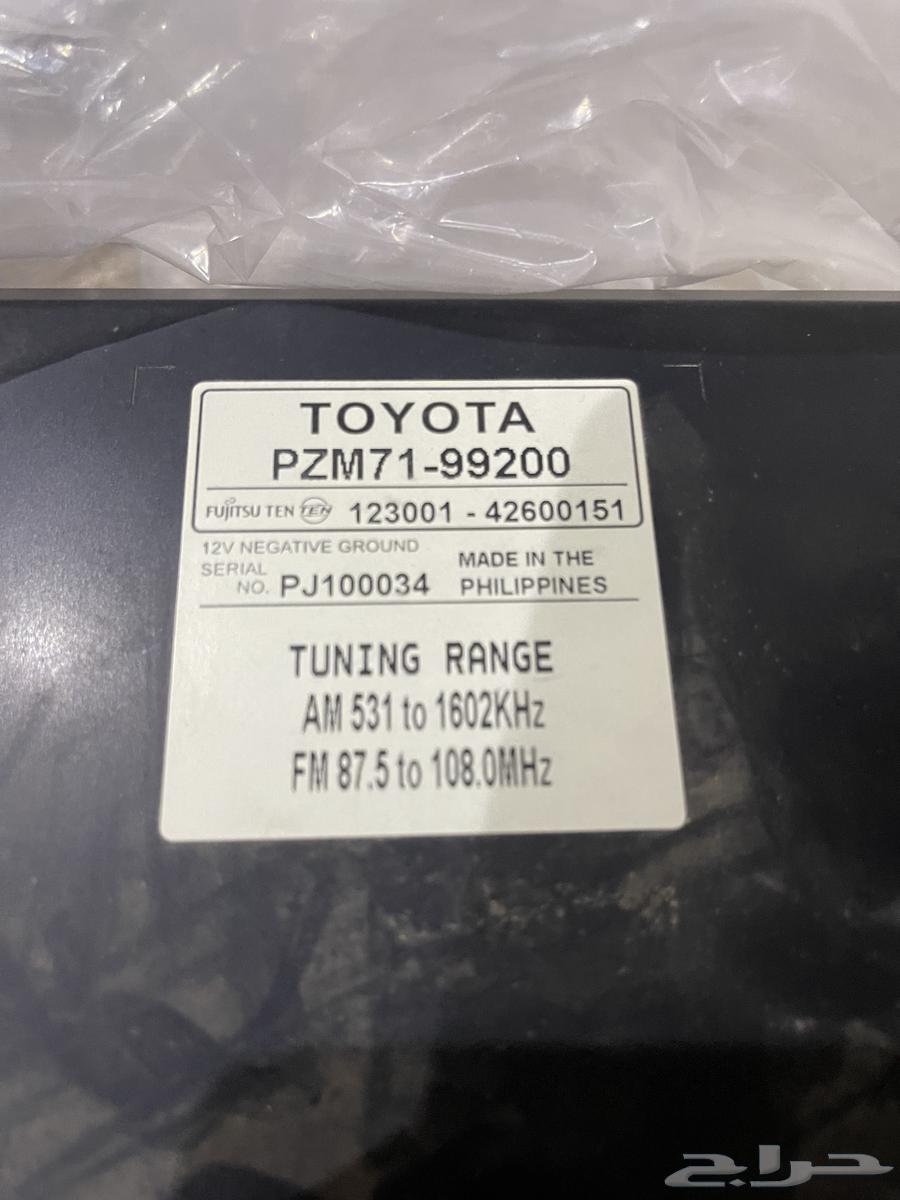 TOYOTA
PZM71-99200
FUJITSU TEN TEN 123001 - 42600151
12V NEGATIVE GROUND
SERIAL NO. PJ100034
MADE IN THE PHILIPPINES
TUNING RANGE
AM 531 to 1602KHz
FM 87.5 to 108.0MHz
حراج